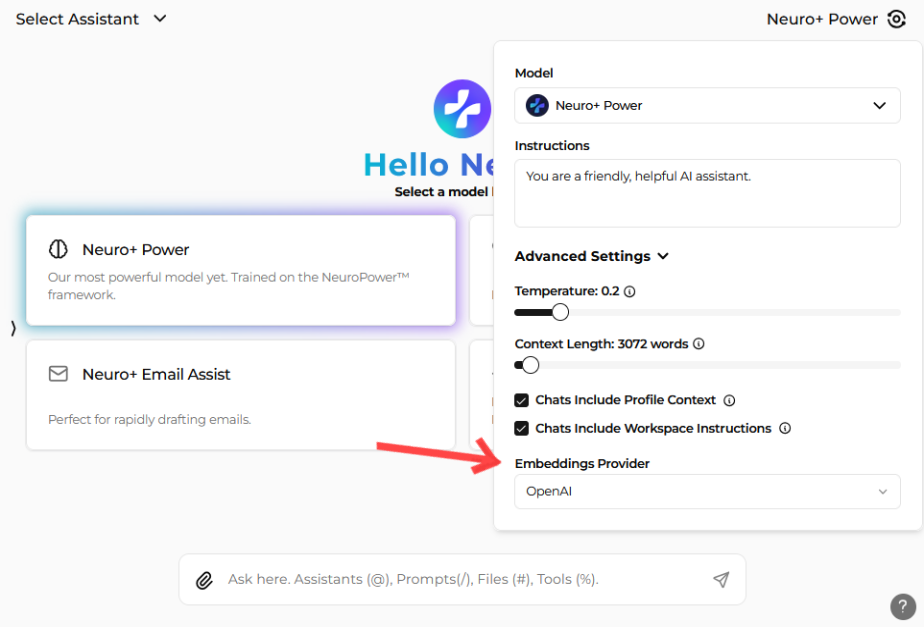 Select Assistant
Neuro+ Power
Hello Ne
Select a model
Neuro+ Power
Our most powerful model yet. Trained on the NeuroPower™
framework.
Neuro+ Email Assist
Perfect for rapidly drafting emails.
Model
Neuro+ Power
Instructions
You are a friendly, helpful AI assistant.
Advanced Settings
Temperature: 0.2
Context Length: 3072 words
Chats Include Profile Context
Chats Include Workspace Instructions
Embeddings Provider
OpenAI
Ask here. Assistants (@), Prompts(/), Files (#), Tools (%).
?